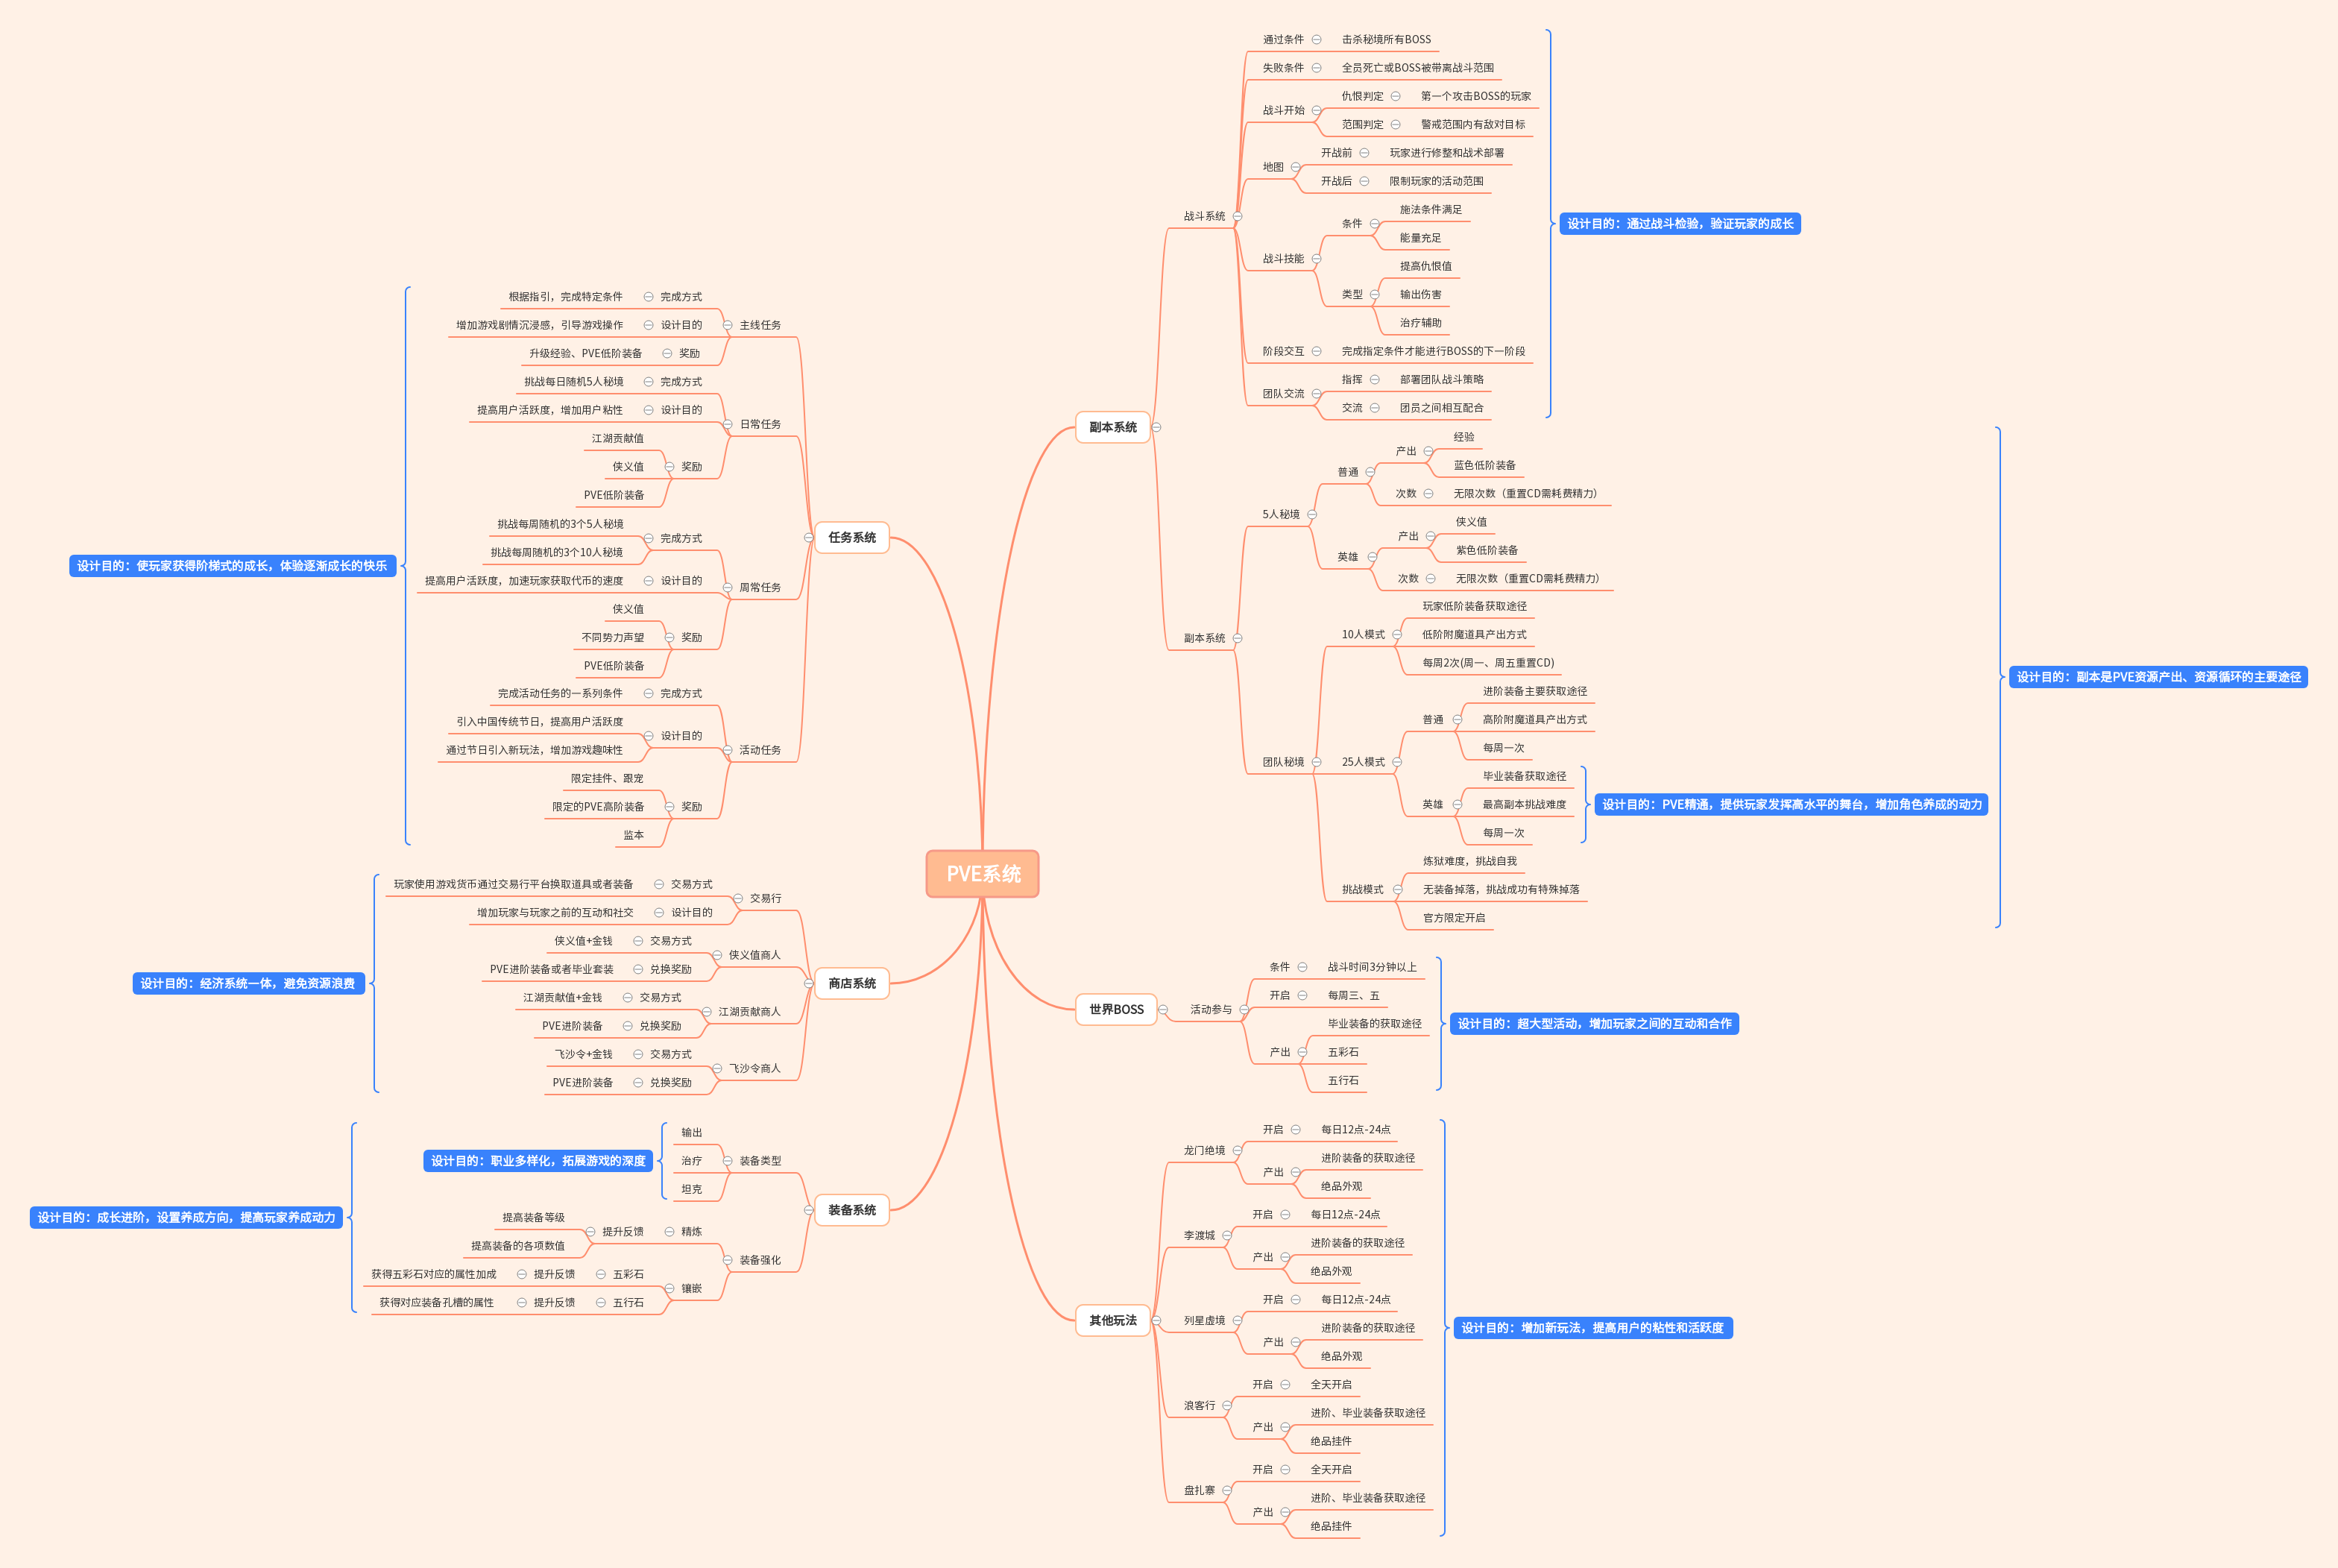 PVE系统
副本系统
战斗系统
通过条件
击杀秘境所有BOSS
失败条件
全员死亡或BOSS被带离战斗范围
战斗开始
仇恨判定
第一个攻击BOSS的玩家
范围判定
警戒范围内有敌对目标
地图
开战前
玩家进行修整和战术部署
开战后
限制玩家的活动范围
战斗技能
条件
施法条件满足
能量充足
类型
提高仇恨值
输出伤害
治疗辅助
阶段交互
完成指定条件才能进行BOSS的下一阶段
团队交流
指挥
部署团队战斗策略
交流
团员之间相互配合
设计目的：通过战斗检验，验证玩家的成长
副本系统
5人秘境
普通
产出
经验
蓝色低阶装备
次数
无限次数（重置CD需耗费精力）
英雄
产出
侠义值
紫色低阶装备
次数
无限次数（重置CD需耗费精力）
团队秘境
10人模式
玩家低阶装备获取途径
低阶附魔道具产出方式
每周2次(周一、周五重置CD)
25人模式
普通
进阶装备主要获取途径
高阶附魔道具产出方式
每周一次
英雄
毕业装备获取途径
最高副本挑战难度
每周一次
设计目的：PVE精通，提供玩家发挥高水平的舞台，增加角色养成的动力
挑战模式
炼狱难度，挑战自我
无装备掉落，挑战成功有特殊掉落
官方限定开启
设计目的：副本是PVE资源产出、资源循环的主要途径
世界BOSS
活动参与
条件
战斗时间3分钟以上
开启
每周三、五
产出
毕业装备的获取途径
五彩石
五行石
设计目的：超大型活动，增加玩家之间的互动和合作
其他玩法
龙门绝境
开启
每日12点-24点
产出
进阶装备的获取途径
绝品外观
李渡城
开启
每日12点-24点
产出
进阶装备的获取途径
绝品外观
列星虚境
开启
每日12点-24点
产出
进阶装备的获取途径
绝品外观
浪客行
开启
全天开启
产出
进阶、毕业装备获取途径
绝品挂件
盘扎寨
开启
全天开启
产出
进阶、毕业装备获取途径
绝品挂件
设计目的：增加新玩法，提高用户的粘性和活跃度
任务系统
主线任务
完成方式
根据指引，完成特定条件
设计目的
增加游戏剧情沉浸感，引导游戏操作
奖励
升级经验、PVE低阶装备
日常任务
完成方式
挑战每日随机5人秘境
设计目的
提高用户活跃度，增加用户粘性
奖励
江湖贡献值
侠义值
PVE低阶装备
周常任务
完成方式
挑战每周随机的3个5人秘境
挑战每周随机的3个10人秘境
设计目的
提高用户活跃度，加速玩家获取代币的速度
奖励
侠义值
不同势力声望
PVE低阶装备
活动任务
完成方式
完成活动任务的一系列条件
设计目的
引入中国传统节日，提高用户活跃度
通过节日引入新玩法，增加游戏趣味性
奖励
限定挂件、跟宠
限定的PVE高阶装备
监本
设计目的：使玩家获得阶梯式的成长，体验逐渐成长的快乐
商店系统
交易行
交易方式
玩家使用游戏货币通过交易行平台换取道具或者装备
设计目的
增加玩家与玩家之前的互动和社交
侠义值商人
交易方式
侠义值+金钱
兑换奖励
PVE进阶装备或者毕业套装
江湖贡献商人
交易方式
江湖贡献值+金钱
兑换奖励
PVE进阶装备
飞沙令商人
交易方式
飞沙令+金钱
兑换奖励
PVE进阶装备
设计目的：经济系统一体，避免资源浪费
装备系统
装备类型
输出
治疗
坦克
设计目的：职业多样化，拓展游戏的深度
装备强化
精炼
提升反馈
提高装备等级
提高装备的各项数值
镶嵌
五彩石
提升反馈
获得五彩石对应的属性加成
五行石
提升反馈
获得对应装备孔槽的属性
设计目的：成长进阶，设置养成方向，提高玩家养成动力